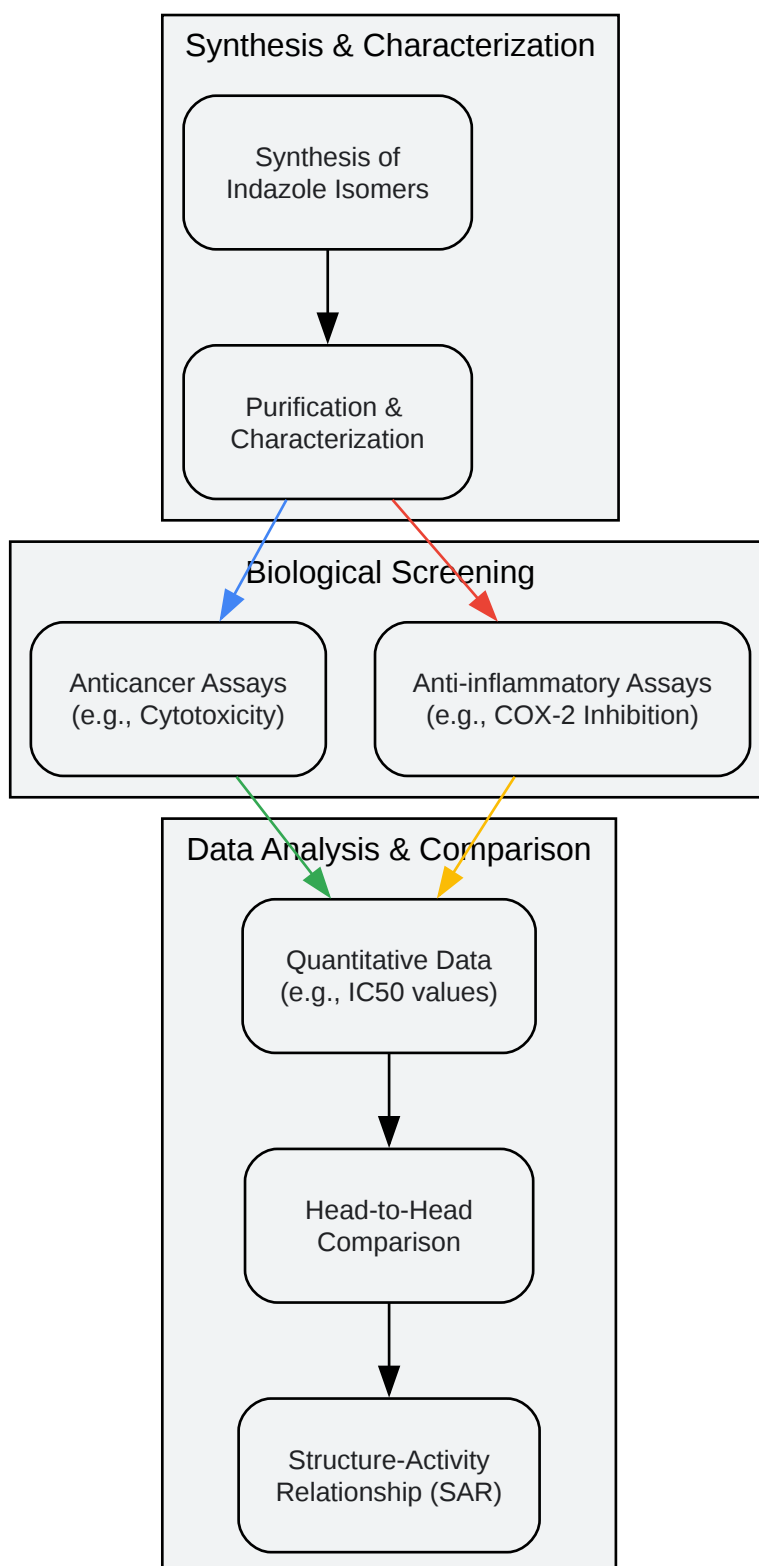 Synthesis & Characterization
Synthesis of
Indazole Isomers
Purification &
Characterization
Biological Screening
Anticancer Assays
(e.g., Cytotoxicity)
Anti-inflammatory Assays
(e.g., COX-2 Inhibition)
Data Analysis & Comparison
Quantitative Data
(e.g., IC50 values)
Head-to-Head
Comparison
Structure-Activity
Relationship (SAR)